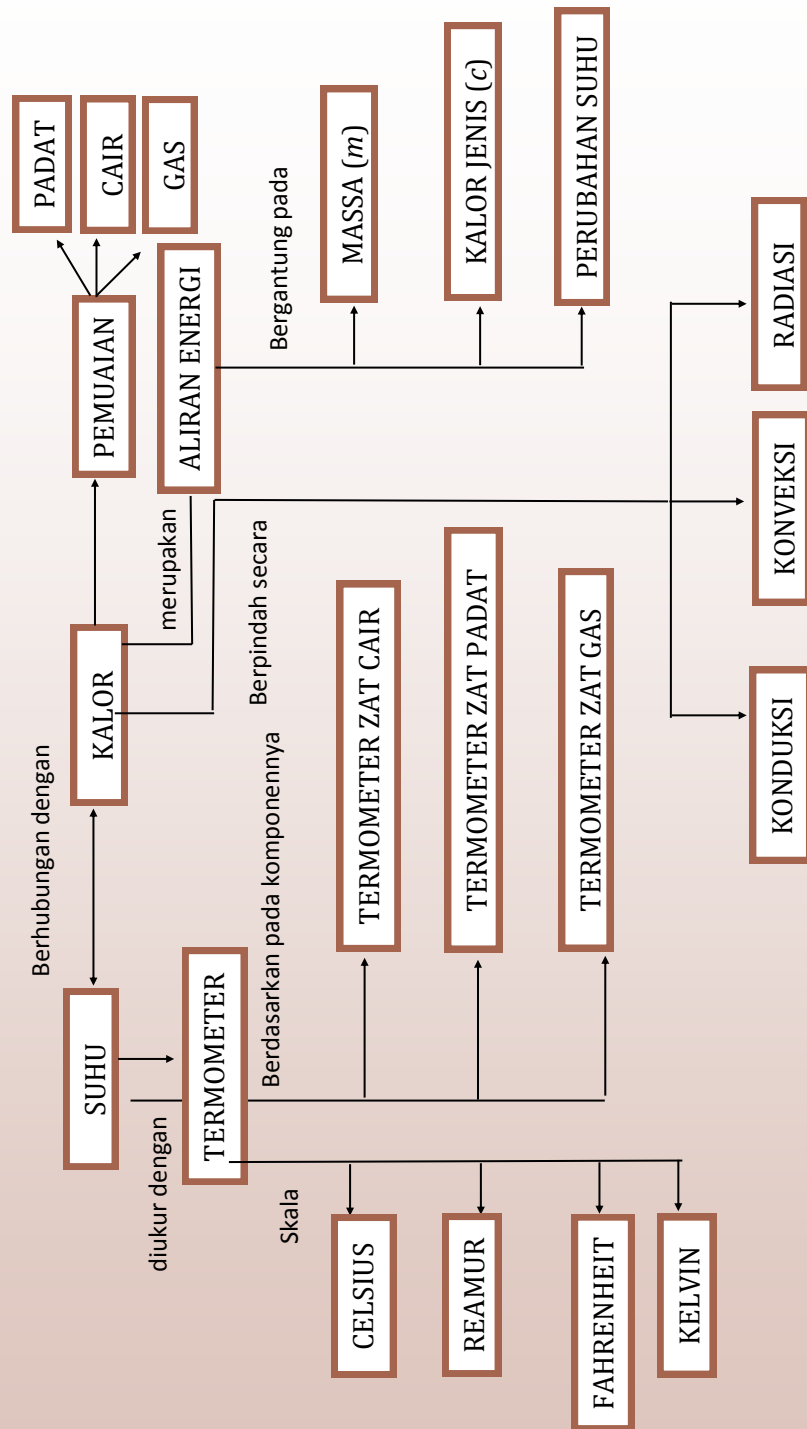 Berhubungan dengan
SUHU
KALOR
PEMUAIAN
PADAT
CAIR
GAS
diukur dengan
TERMOMETER
merupakan
ALIRAN ENERGI
Skala
Berdasarkan pada komponennya
Berpindah secara
Bergantung pada
CELSIUS
REAMUR
FAHRENHEIT
KELVIN
TERMOMETER ZAT CAIR
TERMOMETER ZAT PADAT
TERMOMETER ZAT GAS
MASSA (m)
KALOR JENIS (c)
PERUBAHAN SUHU
KONDUKSI
KONVEKSI
RADIASI